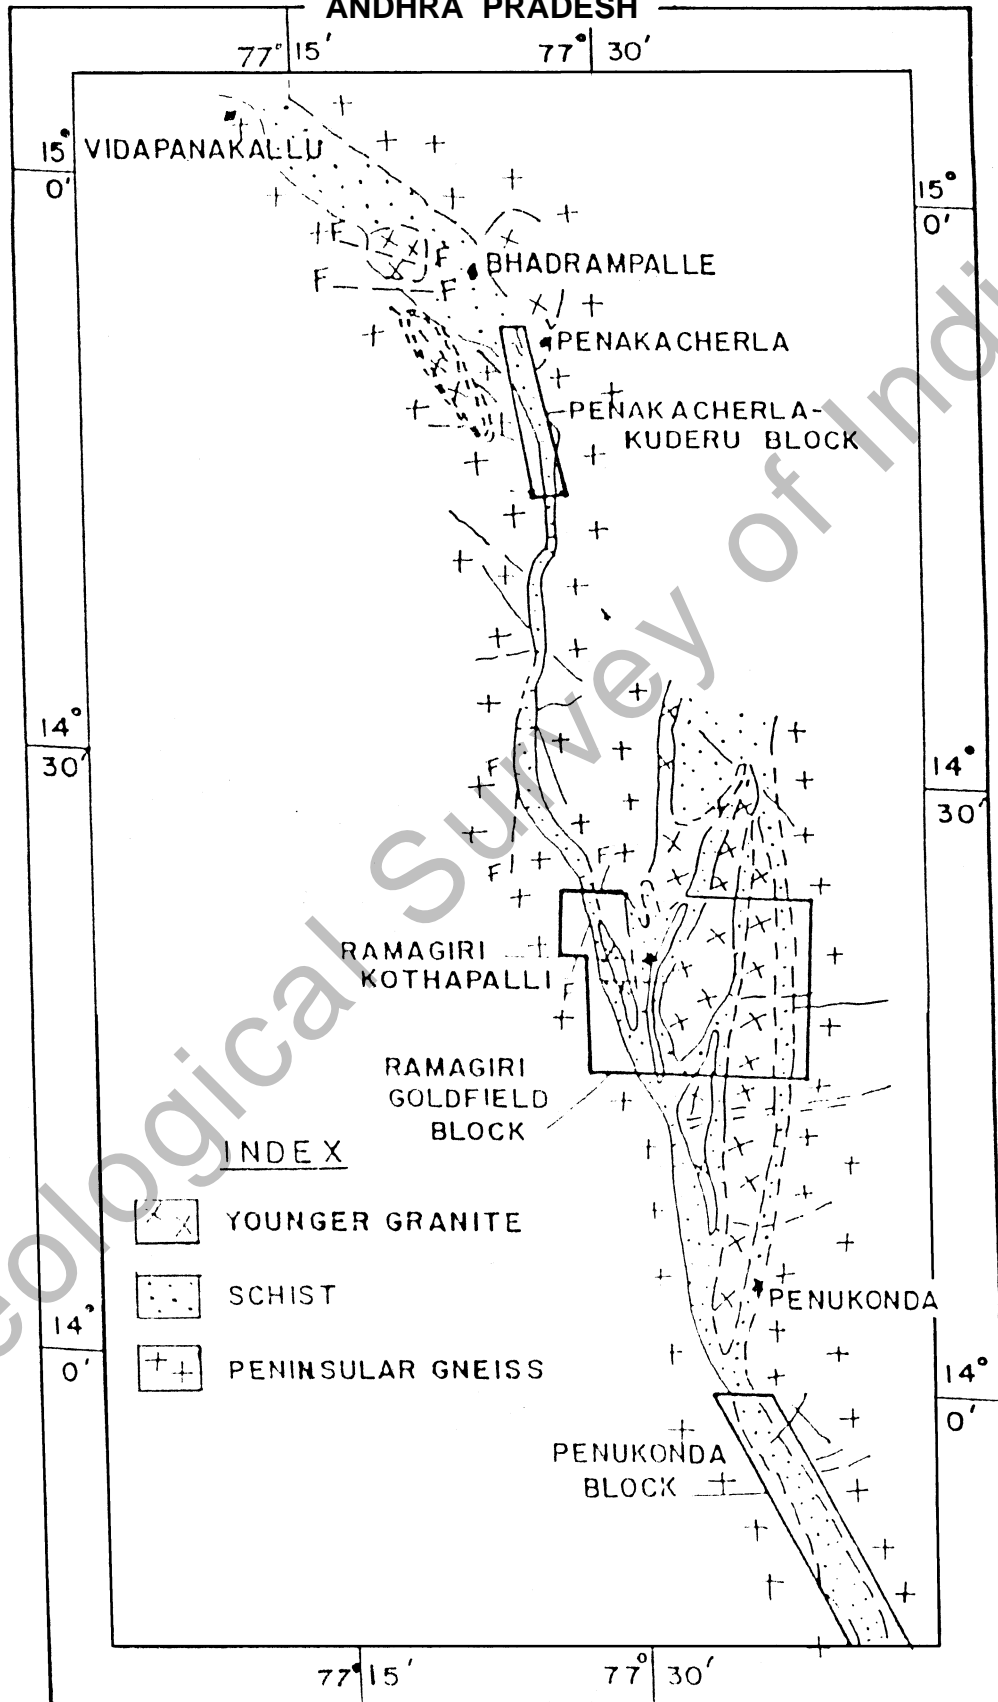 ANDHRA PRADESH
77° 15'
77° 30'
15° 0'
VIDAPANAKALLU
15° 0'
F
F
F
F
BHADRAMPALLE
PENAKACHERLA
PENAKACHERLA-
KUDERU BLOCK
14° 30'
14° 30'
F
F
F
RAMAGIRI
KOTHAPALLI
F
RAMAGIRI
GOLDFIELD
BLOCK
INDEX
YOUNGER GRANITE
SCHIST
PENINSULAR GNEISS
14° 0'
PENUKONDA
14° 0'
PENUKONDA
BLOCK
77° 15'
77° 30'
eological Survey of Indi